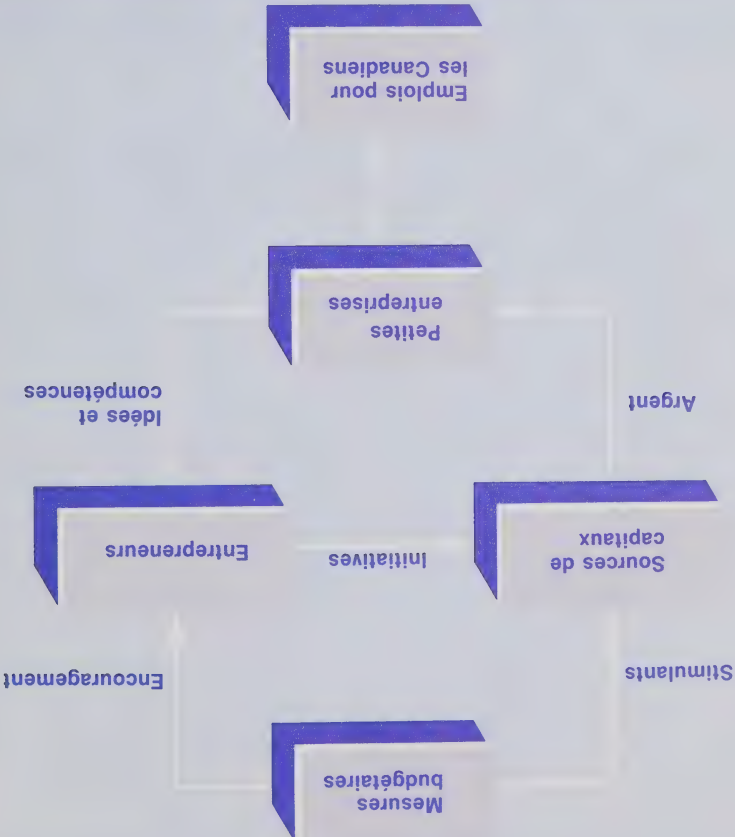 Mesures
budgétaires
Stimulants
Encouragement
Sources de
capitaux
Initiatives
Entrepreneurs
Argent
Idées et
compétences
Petites
entreprises
Emplois pour
les Canadiens